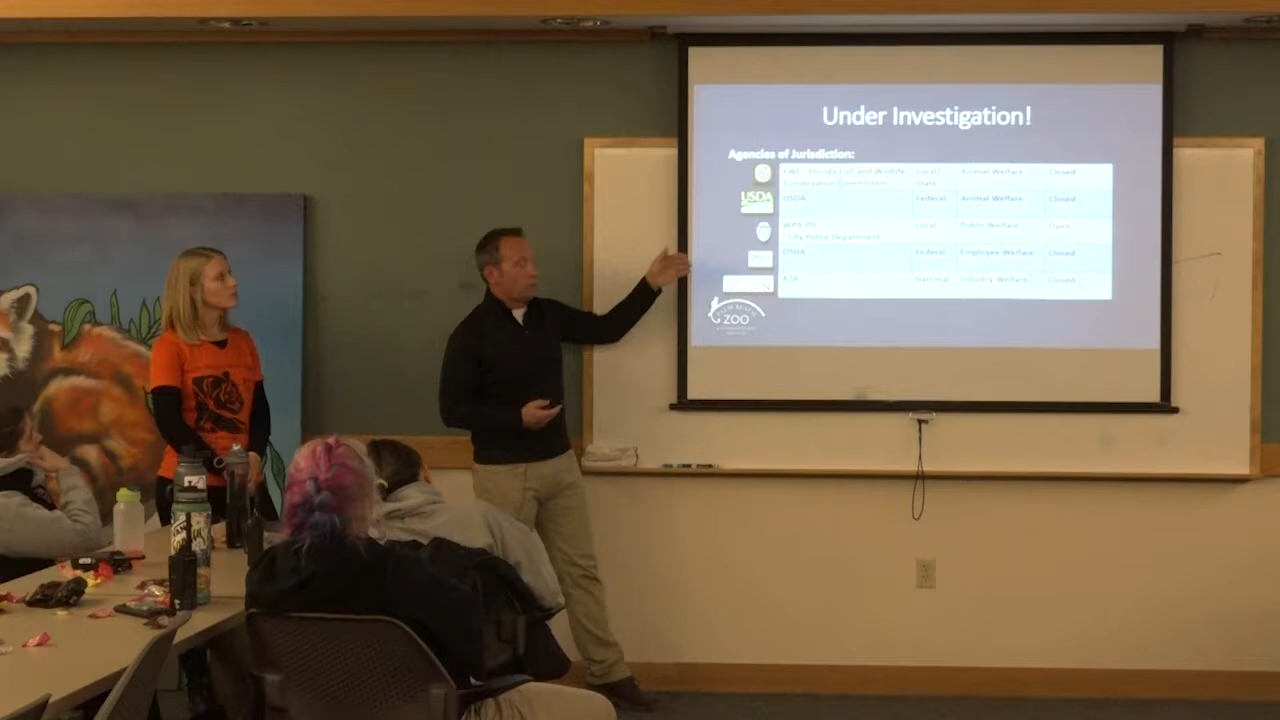 Under Investigation!
Agencies of Jurisdiction:
FWC - Florida Fish and Wildlife Conservation Commission Local/ State Animal Welfare Closed
USDA
USDA Federal Animal Welfare Closed
WPB PD City Police Department Local Public Welfare Open
OSHA Federal Employee Welfare Closed
AZA National Industry Welfare Closed
PALM BEACH
ZOO